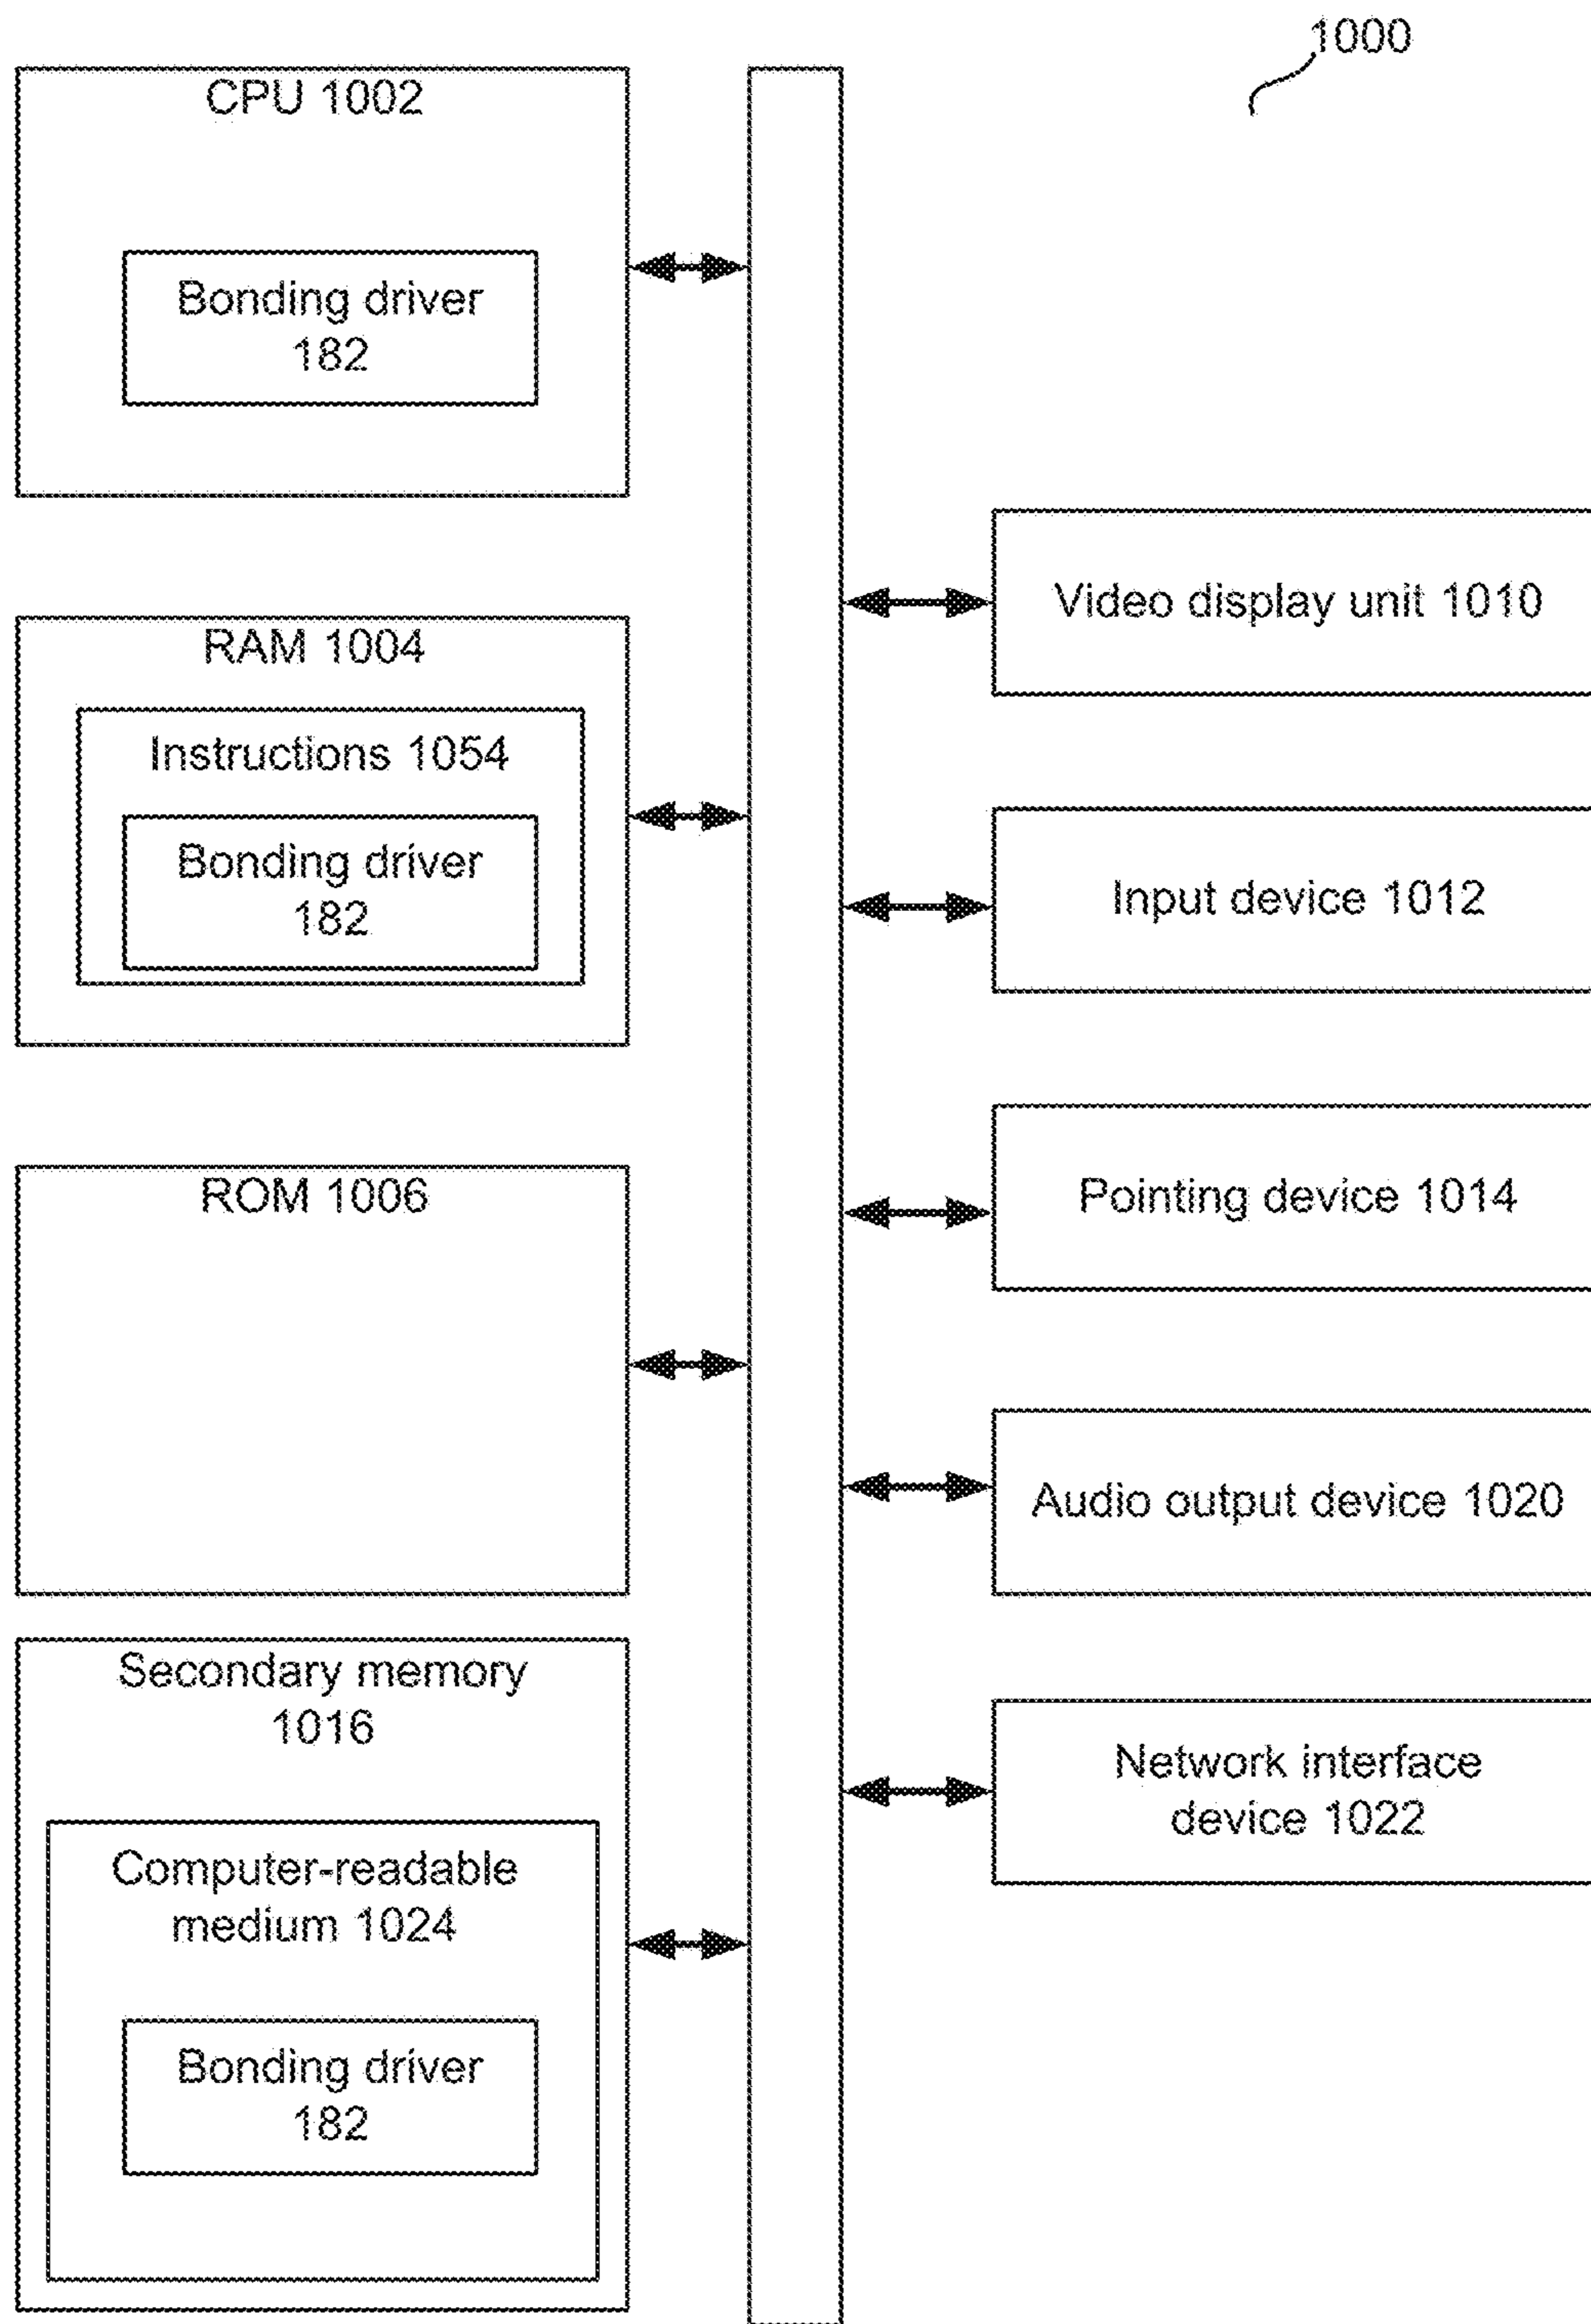 1000
CPU 1002
Bonding driver
182
RAM 1004
Instructions 1054
Bonding driver
182
ROM 1006
Secondary memory
1016
Computer-readable
medium 1024
Bonding driver
182
Video display unit 1010
Input device 1012
Pointing device 1014
Audio output device 1020
Network interface
device 1022